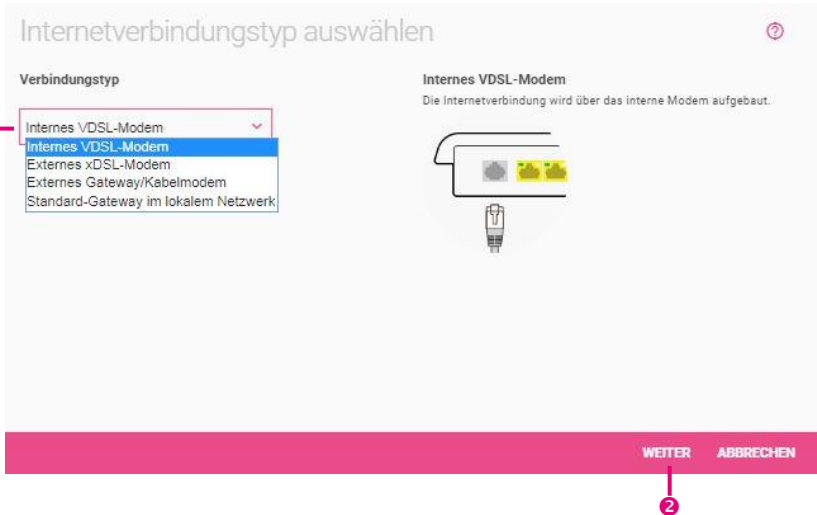 Internetverbindungstyp auswählen
Verbindungstyp
Internes VDSL-Modem
Internes VDSL-Modem
Externes xDSL-Modem
Externes Gateway/Kabelmodem
Standard-Gateway im lokalem Netzwerk
Internes VDSL-Modem
Die Internetverbindung wird über das interne Modem aufgebaut.
WEITER ABBRECHEN
2